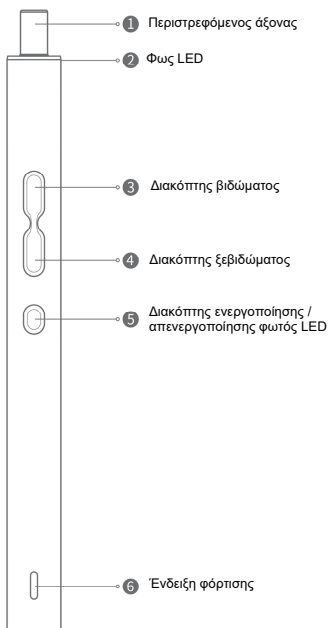 1 Περιστρεφόμενος άξονας
2 Φως LED
3 Διακόπτης βιδώματος
4 Διακόπτης ξεβιδώματος
5 Διακόπτης ενεργοποίησης /
απενεργοποίησης φωτός LED
6 Ένδειξη φόρτισης